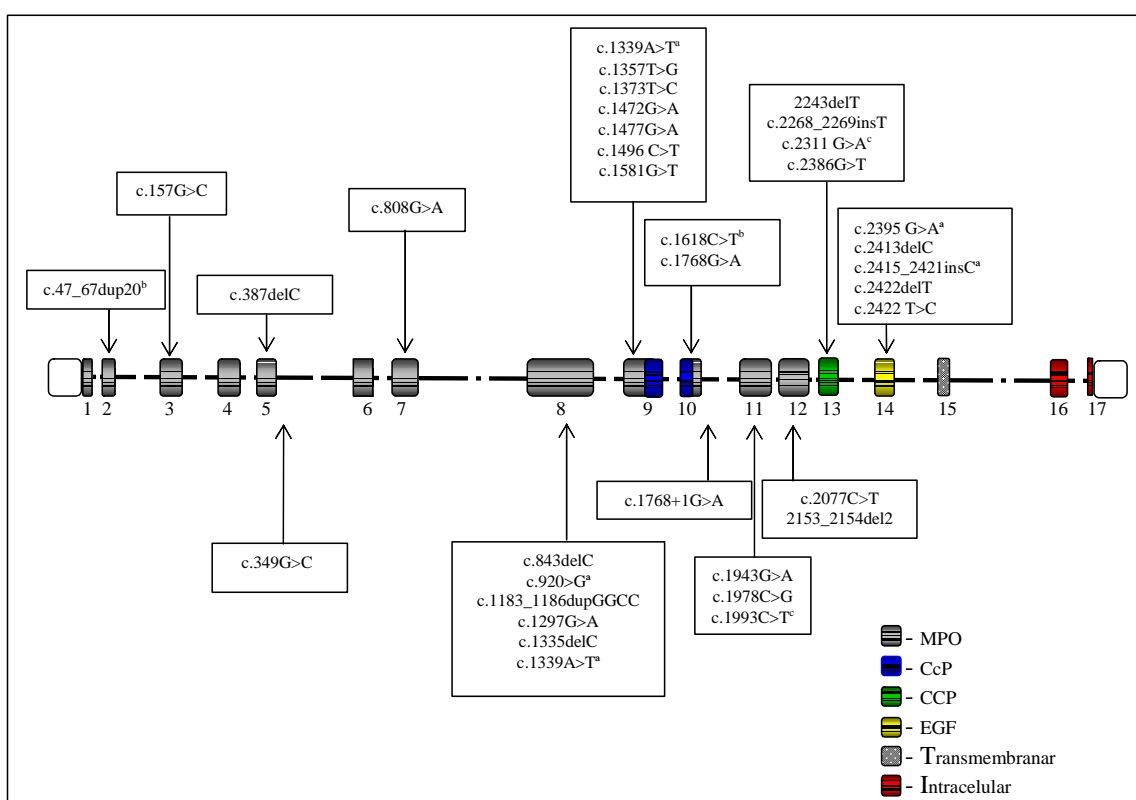 c.1339A>Tᵃ
c.1357T>G
c.1373T>C
c.1472G>A
c.1477G>A
c.1496 C>T
c.1581G>T
2243delT
c.2268_2269insT
c.2311 G>Aᶜ
c.2386G>T
c.157G>C
c.808G>A
c.1618C>Tᵇ
c.1768G>A
c.2395 G>Aᵃ
c.2413delC
c.2415_2421insCᵃ
c.2422delT
c.2422 T>C
c.47_67dup20ᵇ
c.387delC
1 2 3 4 5 6 7 8 9 10 11 12 13 14 15 16 17
c.349G>C
c.1768+1G>A
c.2077C>T
2153_2154del2
c.843delC
c.920>Gᵃ
c.1183_1186dupGGCC
c.1297G>A
c.1335delC
c.1339A>Tᵃ
c.1943G>A
c.1978C>G
c.1993C>Tᶜ
- MPO
- CcP
- CCP
- EGF
- Transmembranar
- Intracelular